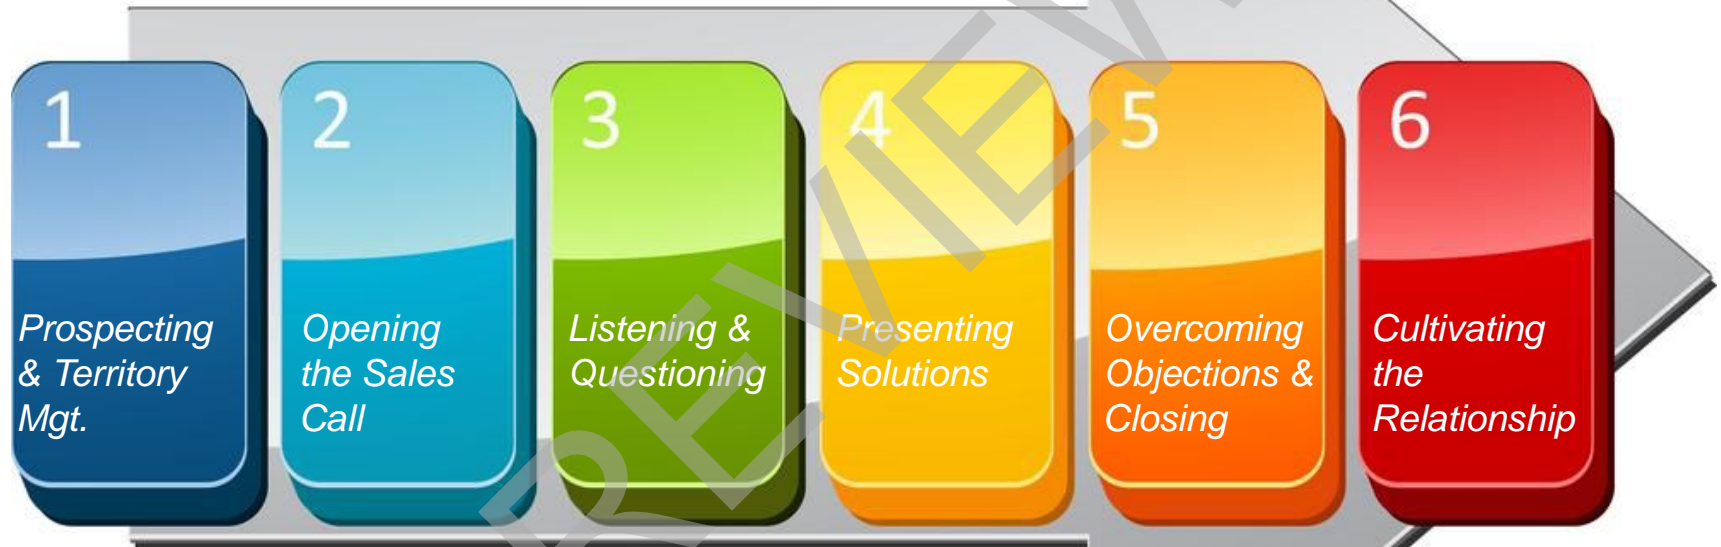 1
Prospecting
& Territory
Mgt.
2
Opening
the Sales
Call
3
Listening &
Questioning
4
Presenting
Solutions
5
Overcoming
Objections &
Closing
6
Cultivating
the
Relationship
REVIEW